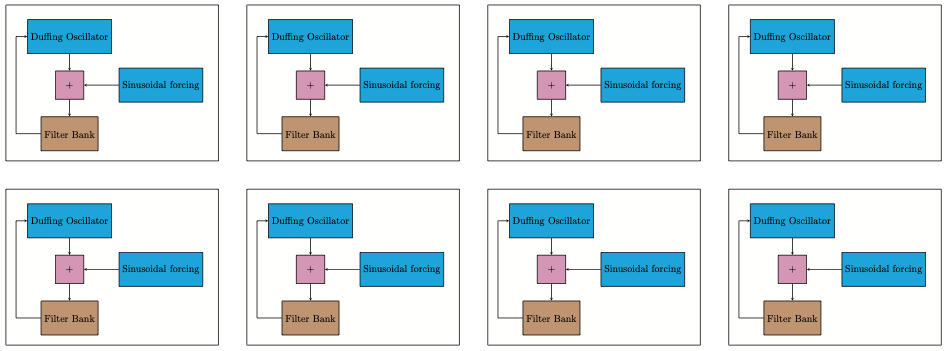 Duffing Oscillator
+
Sinusoidal forcing
Filter Bank
Duffing Oscillator
+
Sinusoidal forcing
Filter Bank
Duffing Oscillator
+
Sinusoidal forcing
Filter Bank
Duffing Oscillator
+
Sinusoidal forcing
Filter Bank
Duffing Oscillator
+
Sinusoidal forcing
Filter Bank
Duffing Oscillator
+
Sinusoidal forcing
Filter Bank
Duffing Oscillator
+
Sinusoidal forcing
Filter Bank
Duffing Oscillator
+
Sinusoidal forcing
Filter Bank